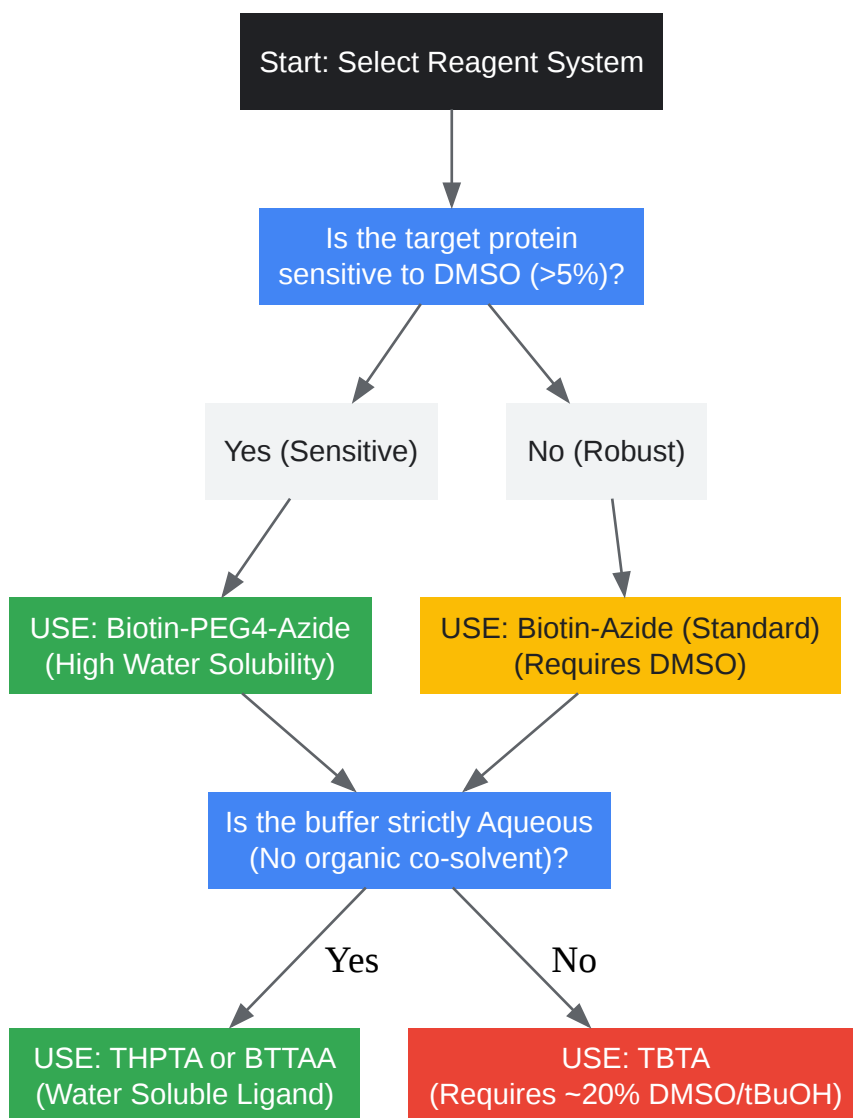 Start: Select Reagent System
Is the target protein
sensitive to DMSO (>5%)?
Yes (Sensitive)
No (Robust)
USE: Biotin-PEG4-Azide
(High Water Solubility)
USE: Biotin-Azide (Standard)
(Requires DMSO)
Is the buffer strictly Aqueous
(No organic co-solvent)?
Yes
No
USE: THPTA or BTTAA
(Water Soluble Ligand)
USE: TBTA
(Requires ~20% DMSO/tBuOH)